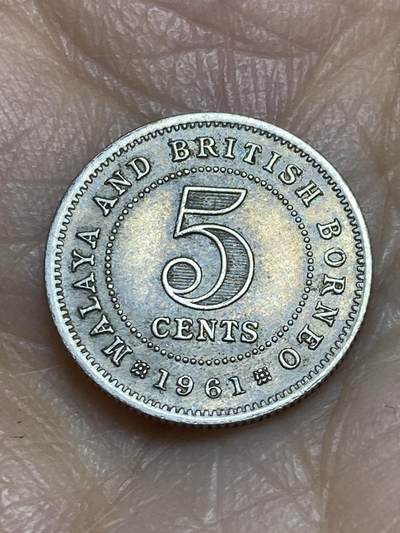 MALAYA AND BRITISH BORNEO
5
CENTS
1961